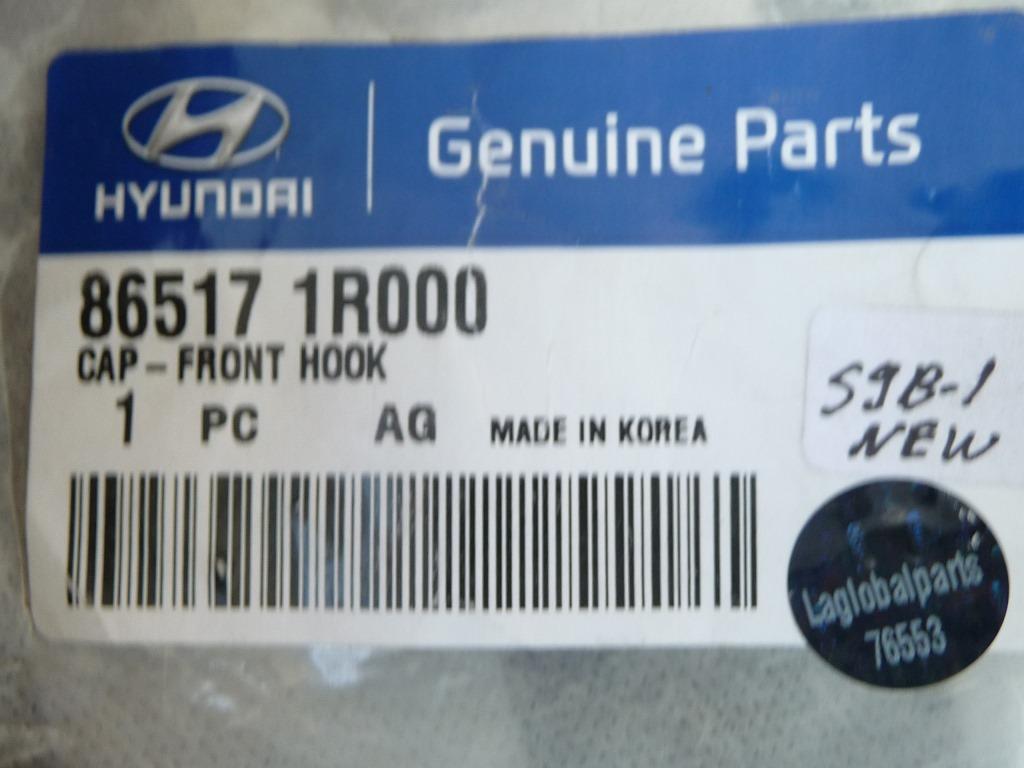 HYUNDAI
Genuine Parts
86517 1R000
CAP-FRONT HOOK
1 PC AG MADE IN KOREA
S9B-1
NEW
Laglobalparts
76553